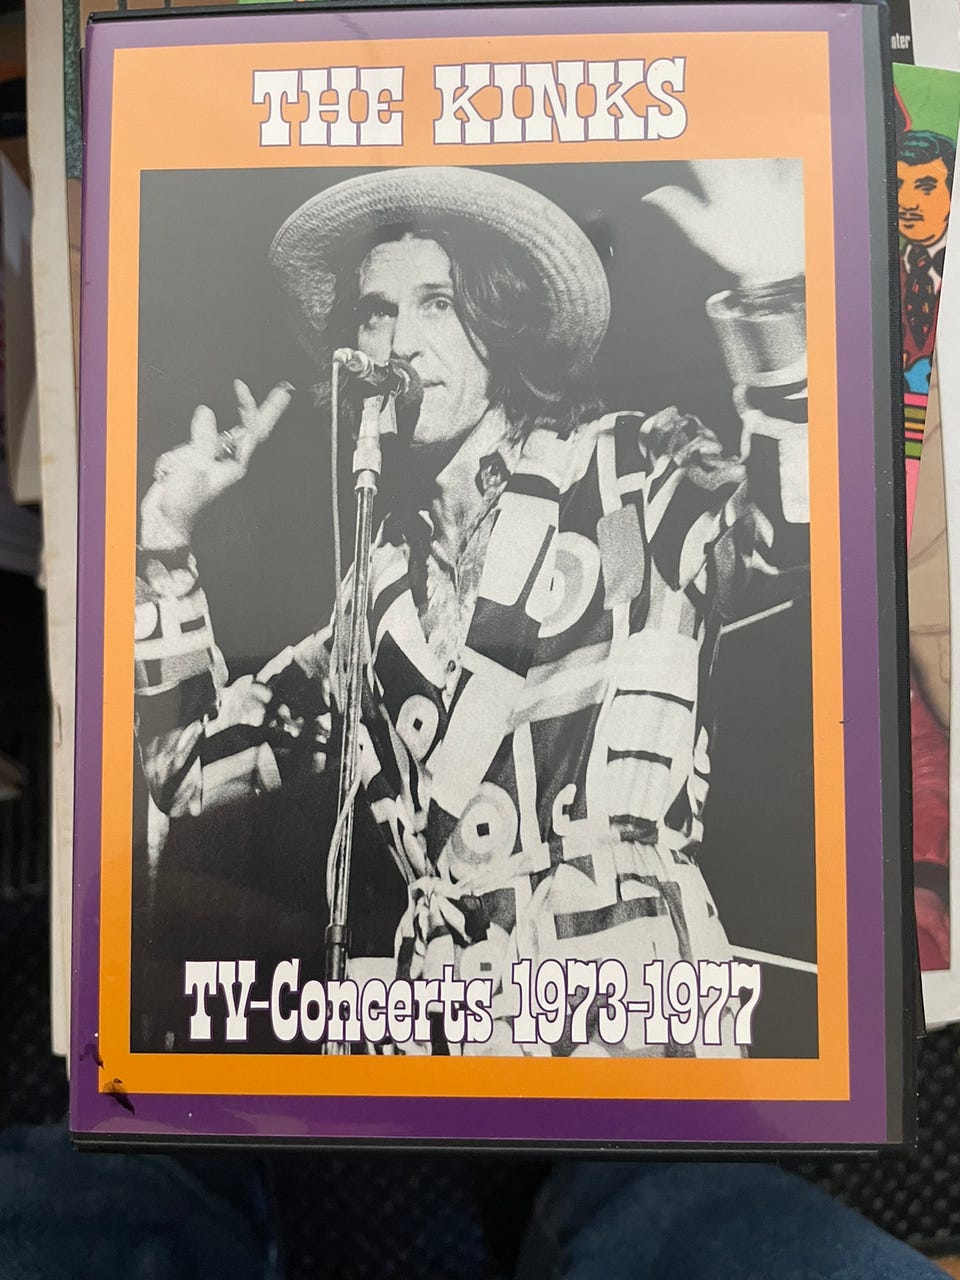 THE KINKS
TV-Concerts 1973-1977